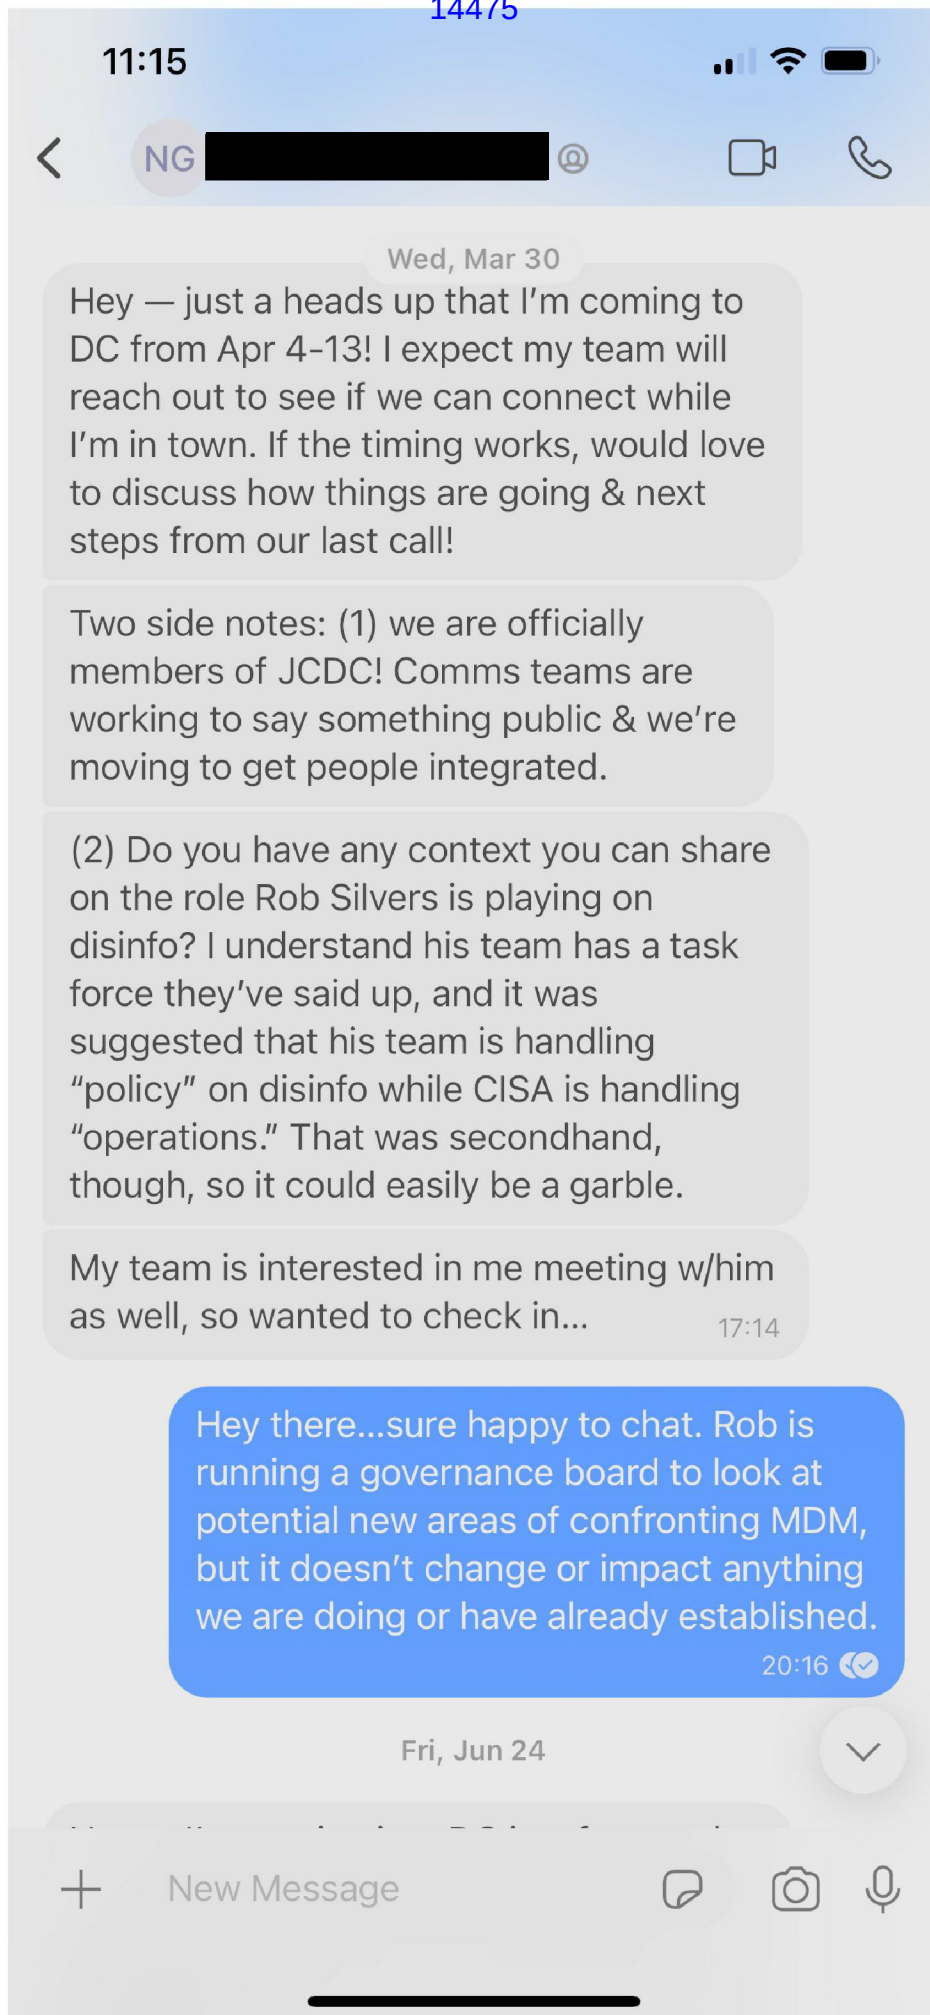 14475
11:15
NG
Wed, Mar 30
Hey — just a heads up that I’m coming to
DC from Apr 4-13! I expect my team will
reach out to see if we can connect while
I’m in town. If the timing works, would love
to discuss how things are going & next
steps from our last call!
Two side notes: (1) we are officially
members of JCDC! Comms teams are
working to say something public & we’re
moving to get people integrated.
(2) Do you have any context you can share
on the role Rob Silvers is playing on
disinfo? I understand his team has a task
force they’ve said up, and it was
suggested that his team is handling
“policy” on disinfo while CISA is handling
“operations.” That was secondhand,
though, so it could easily be a garble.
My team is interested in me meeting w/him
as well, so wanted to check in...
17:14
Hey there...sure happy to chat. Rob is
running a governance board to look at
potential new areas of confronting MDM,
but it doesn’t change or impact anything
we are doing or have already established.
20:16
Fri, Jun 24
New Message